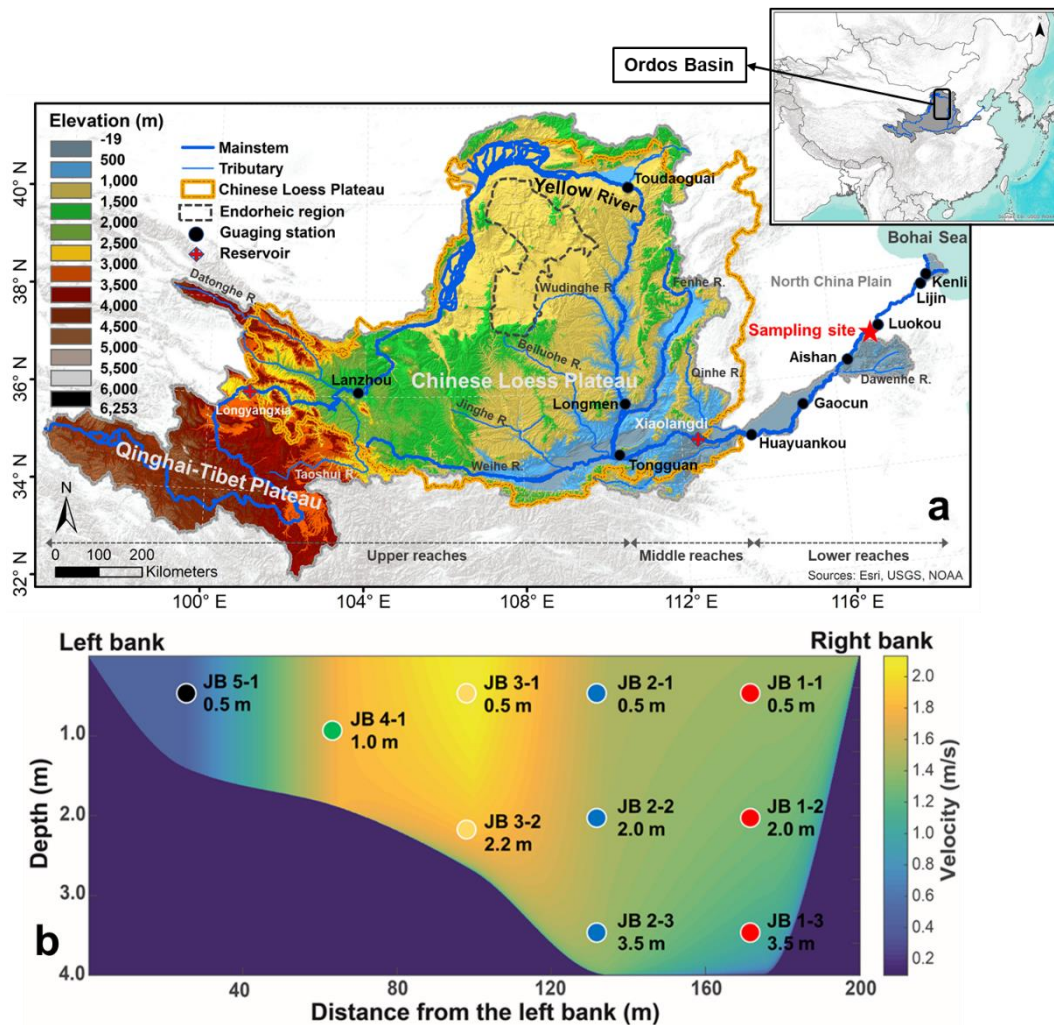 Ordos Basin
Elevation (m)
-19
500
1,000
1,500
2,000
2,500
3,000
3,500
4,000
4,500
5,000
5,500
6,000
6,253
Mainstem
Tributary
Chinese Loess Plateau
Endorheic region
Guaging station
Reservoir
40° N
38° N
36° N
34° N
32° N
Yellow River
Toudaoguai
Bohai Sea
Kenli
Lijin
North China Plain
Luokou
Sampling site
Aishan
Dawenhe R.
Gaocun
Huayuankou
Datonghe R.
Wudinghe R.
Fenhe R.
Beiluohe R.
Qinhe R.
Lanzhou
Chinese Loess Plateau
Longmen
Xiaolangdi
Longyangxia
Jinghe R.
Tongguan
Weihe R.
Taoshui R.
Qinghai-Tibet Plateau
N
a
0 100 200
Kilometers
Upper reaches
Middle reaches
Lower reaches
Sources: Esri, USGS, NOAA
100° E
104° E
108° E
112° E
116° E
Left bank
Right bank
JB 5-1
0.5 m
JB 4-1
1.0 m
JB 3-1
0.5 m
JB 2-1
0.5 m
JB 1-1
0.5 m
JB 3-2
2.2 m
JB 2-2
2.0 m
JB 1-2
2.0 m
JB 2-3
3.5 m
JB 1-3
3.5 m
b
Depth (m)
1.0
2.0
3.0
4.0
40
80
120
160
200
Distance from the left bank (m)
2.0
1.8
1.6
1.4
1.2
1.0
0.8
0.6
0.4
0.2
Velocity (m/s)